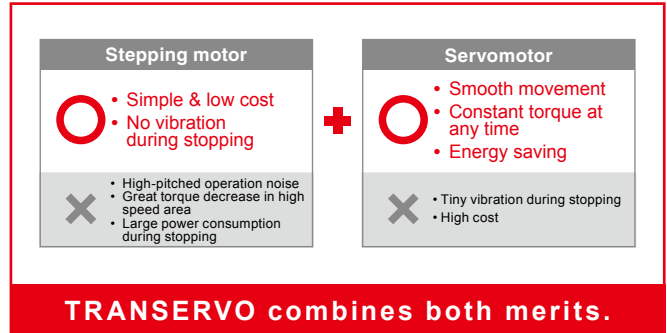 Stepping motor
• Simple & low cost
• No vibration
during stopping
• High-pitched operation noise
• Great torque decrease in high
speed area
• Large power consumption
during stopping
Servomotor
• Smooth movement
• Constant torque at
any time
• Energy saving
• Tiny vibration during stopping
• High cost
TRANSERVO combines both merits.